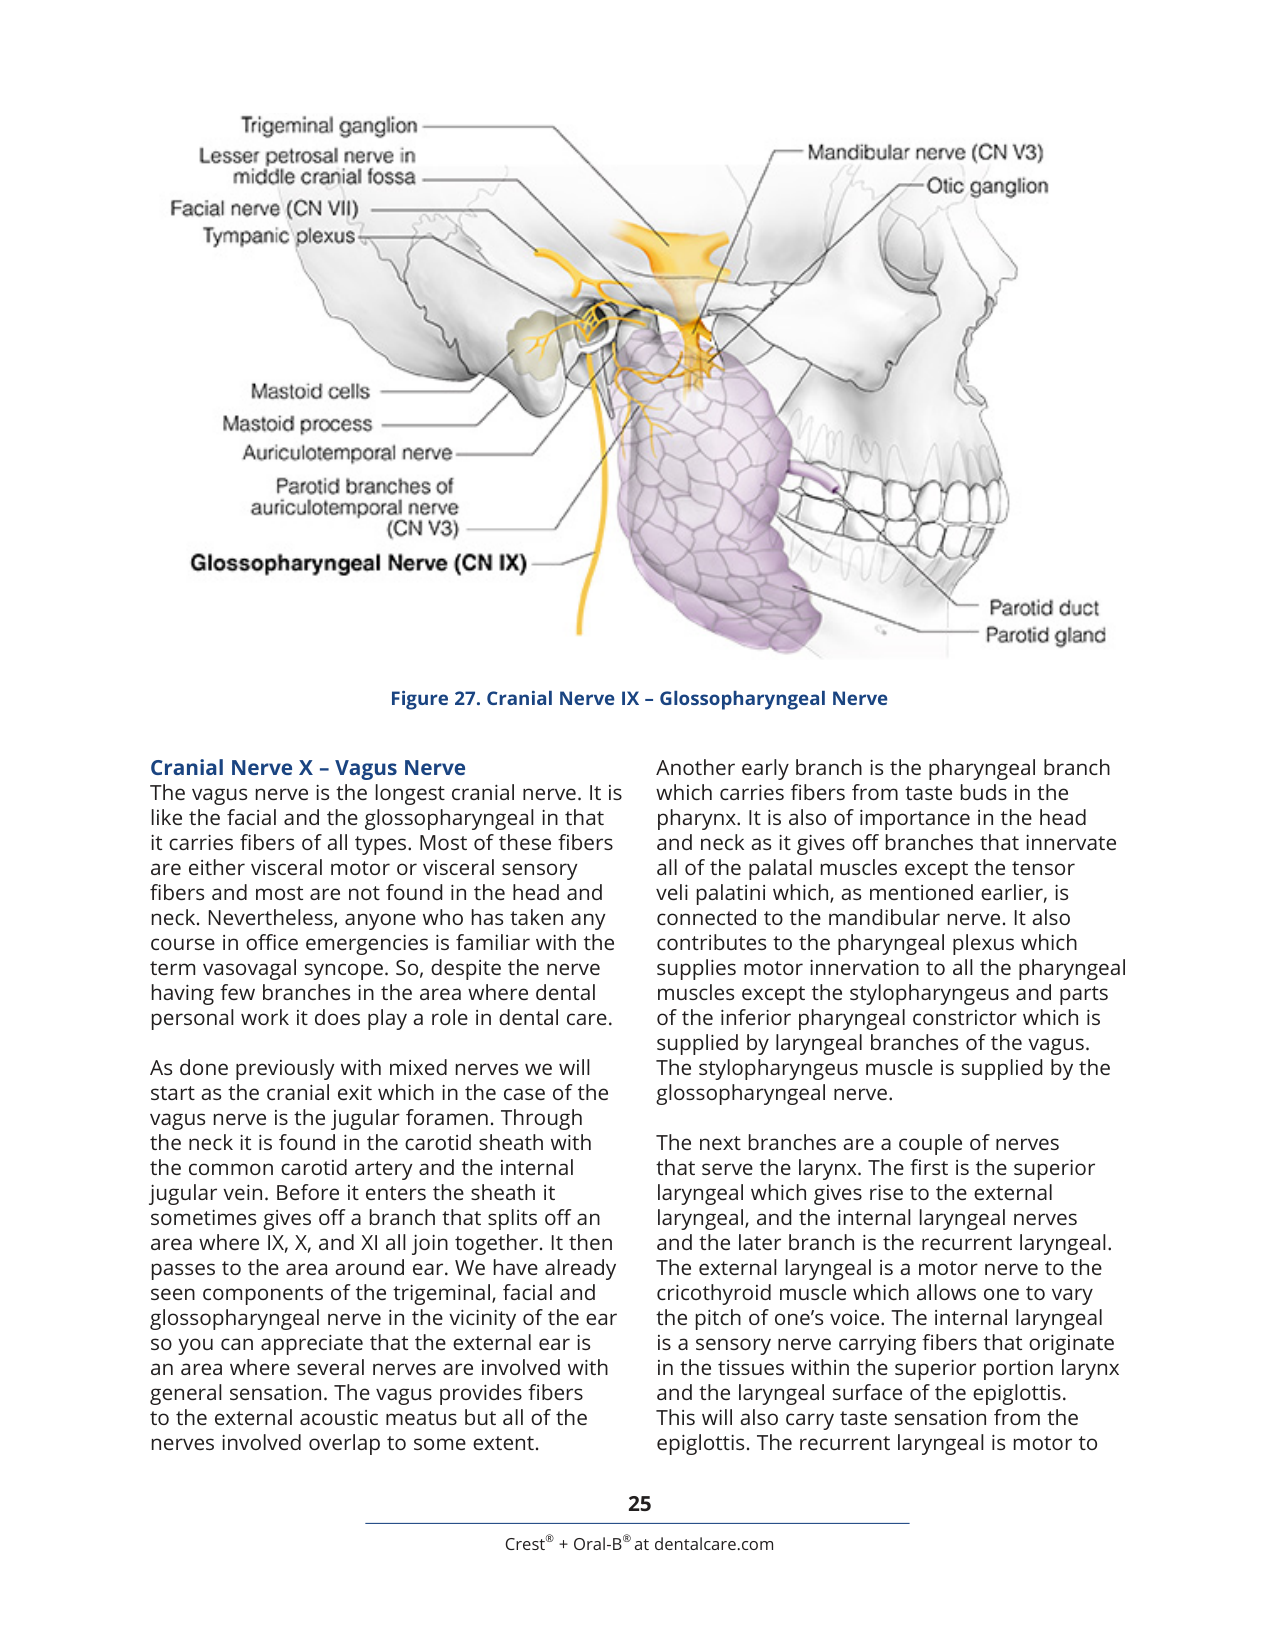 Trigeminal ganglion
Lesser petrosal nerve in
middle cranial fossa
Facial nerve (CN VII)
Tympanic plexus
Mandibular nerve (CN V3)
Otic ganglion
Mastoid cells
Mastoid process
Auriculotemporal nerve
Parotid branches of
auriculotemporal nerve
(CN V3)
Glossopharyngeal Nerve (CN IX)
Parotid duct
Parotid gland
Figure 27. Cranial Nerve IX – Glossopharyngeal Nerve
Cranial Nerve X – Vagus Nerve
The vagus nerve is the longest cranial nerve. It is
like the facial and the glossopharyngeal in that
it carries fibers of all types. Most of these fibers
are either visceral motor or visceral sensory
fibers and most are not found in the head and
neck. Nevertheless, anyone who has taken any
course in office emergencies is familiar with the
term vasovagal syncope. So, despite the nerve
having few branches in the area where dental
personal work it does play a role in dental care.
As done previously with mixed nerves we will
start as the cranial exit which in the case of the
vagus nerve is the jugular foramen. Through
the neck it is found in the carotid sheath with
the common carotid artery and the internal
jugular vein. Before it enters the sheath it
sometimes gives off a branch that splits off an
area where IX, X, and XI all join together. It then
passes to the area around ear. We have already
seen components of the trigeminal, facial and
glossopharyngeal nerve in the vicinity of the ear
so you can appreciate that the external ear is
an area where several nerves are involved with
general sensation. The vagus provides fibers
to the external acoustic meatus but all of the
nerves involved overlap to some extent.
Another early branch is the pharyngeal branch
which carries fibers from taste buds in the
pharynx. It is also of importance in the head
and neck as it gives off branches that innervate
all of the palatal muscles except the tensor
veli palatini which, as mentioned earlier, is
connected to the mandibular nerve. It also
contributes to the pharyngeal plexus which
supplies motor innervation to all the pharyngeal
muscles except the stylopharyngeus and parts
of the inferior pharyngeal constrictor which is
supplied by laryngeal branches of the vagus.
The stylopharyngeus muscle is supplied by the
glossopharyngeal nerve.
The next branches are a couple of nerves
that serve the larynx. The first is the superior
laryngeal which gives rise to the external
laryngeal, and the internal laryngeal nerves
and the later branch is the recurrent laryngeal.
The external laryngeal is a motor nerve to the
cricothyroid muscle which allows one to vary
the pitch of one’s voice. The internal laryngeal
is a sensory nerve carrying fibers that originate
in the tissues within the superior portion larynx
and the laryngeal surface of the epiglottis.
This will also carry taste sensation from the
epiglottis. The recurrent laryngeal is motor to
25
Crest® + Oral-B® at dentalcare.com